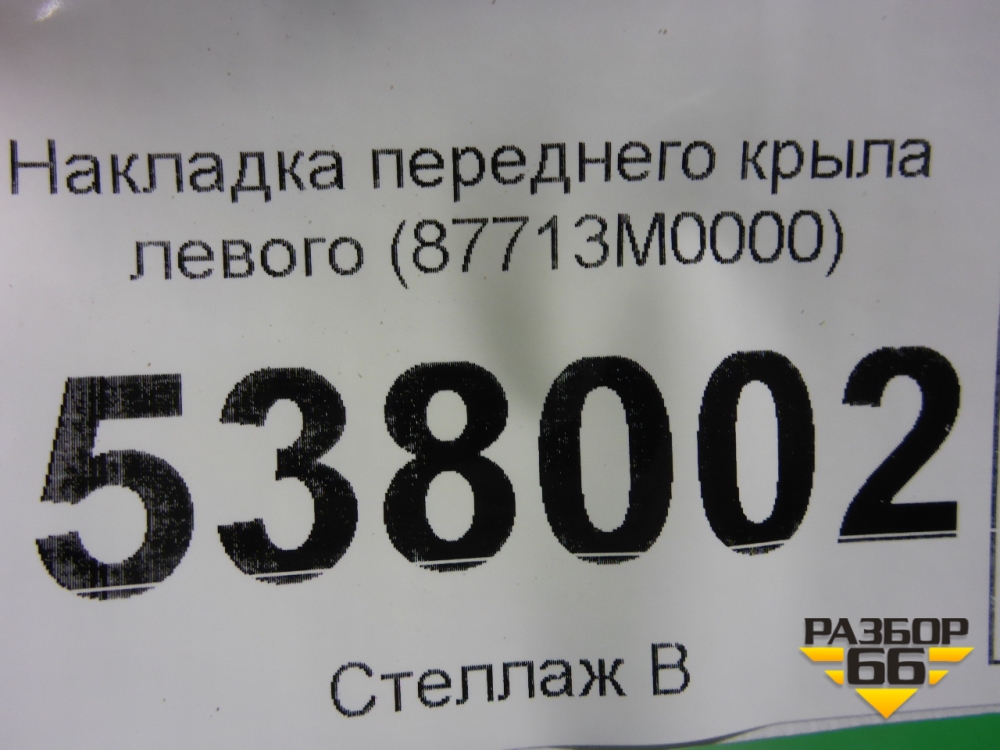 Накладка переднего крыла
левого (87713M0000)
538002
Стеллаж В
РАЗБОР
66